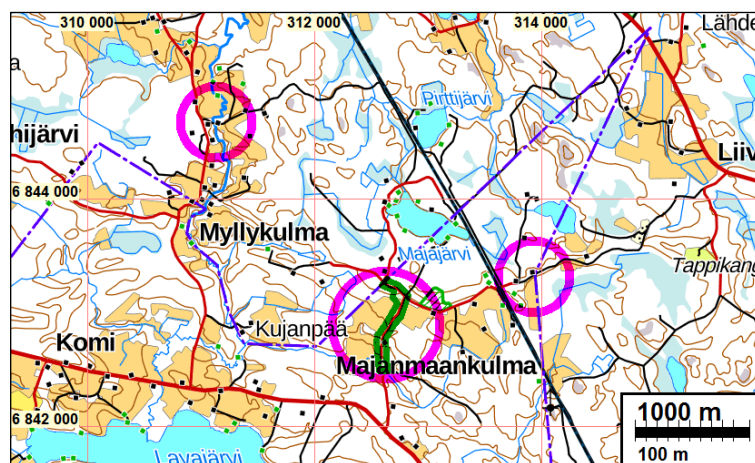 310 000
312 000
314 000
Lähde
a
Pirttijärvi
hijärvi
Liiv
6 844 000
Myllykulma
Majajärvi
Tappikand
Kujanpää
Komi
Majanmaankulma
6 842 000
1000 m
100 m
Lavajärvi